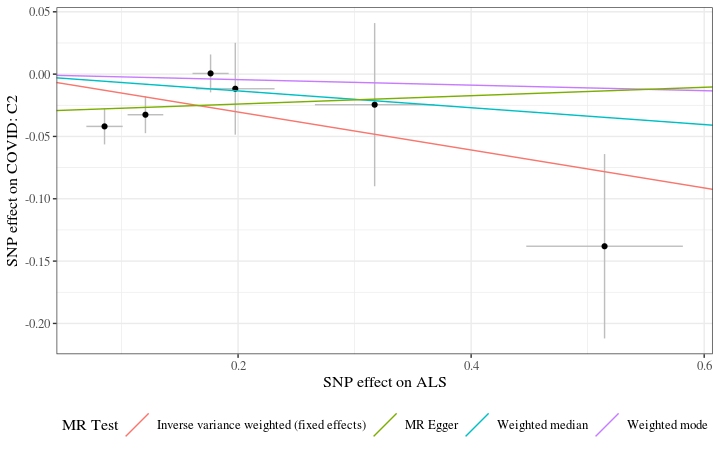 0.05
0.00
-0.05
-0.10
-0.15
-0.20
SNP effect on COVID: C2
0.2
0.4
0.6
SNP effect on ALS
MR Test
Inverse variance weighted (fixed effects)
MR Egger
Weighted median
Weighted mode